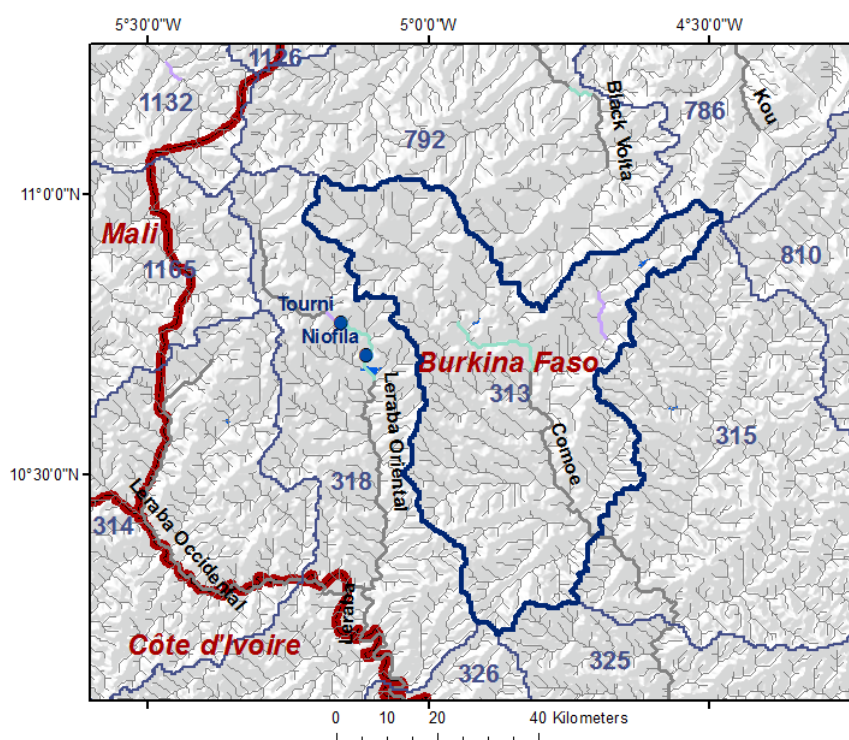 5°30'0"W 5°0'0"W 4°30'0"W
1126
1132
786
Kou
Black Volta
792
11°0'0"N
Mali
1165
810
Tourni
Niofila
Burkina Faso
313
Leraba Oriental
Comoe
315
10°30'0"N
318
314
Leraba Occidental
Leraba
Côte d'Ivoire
326
325
0 10 20 40 Kilometers